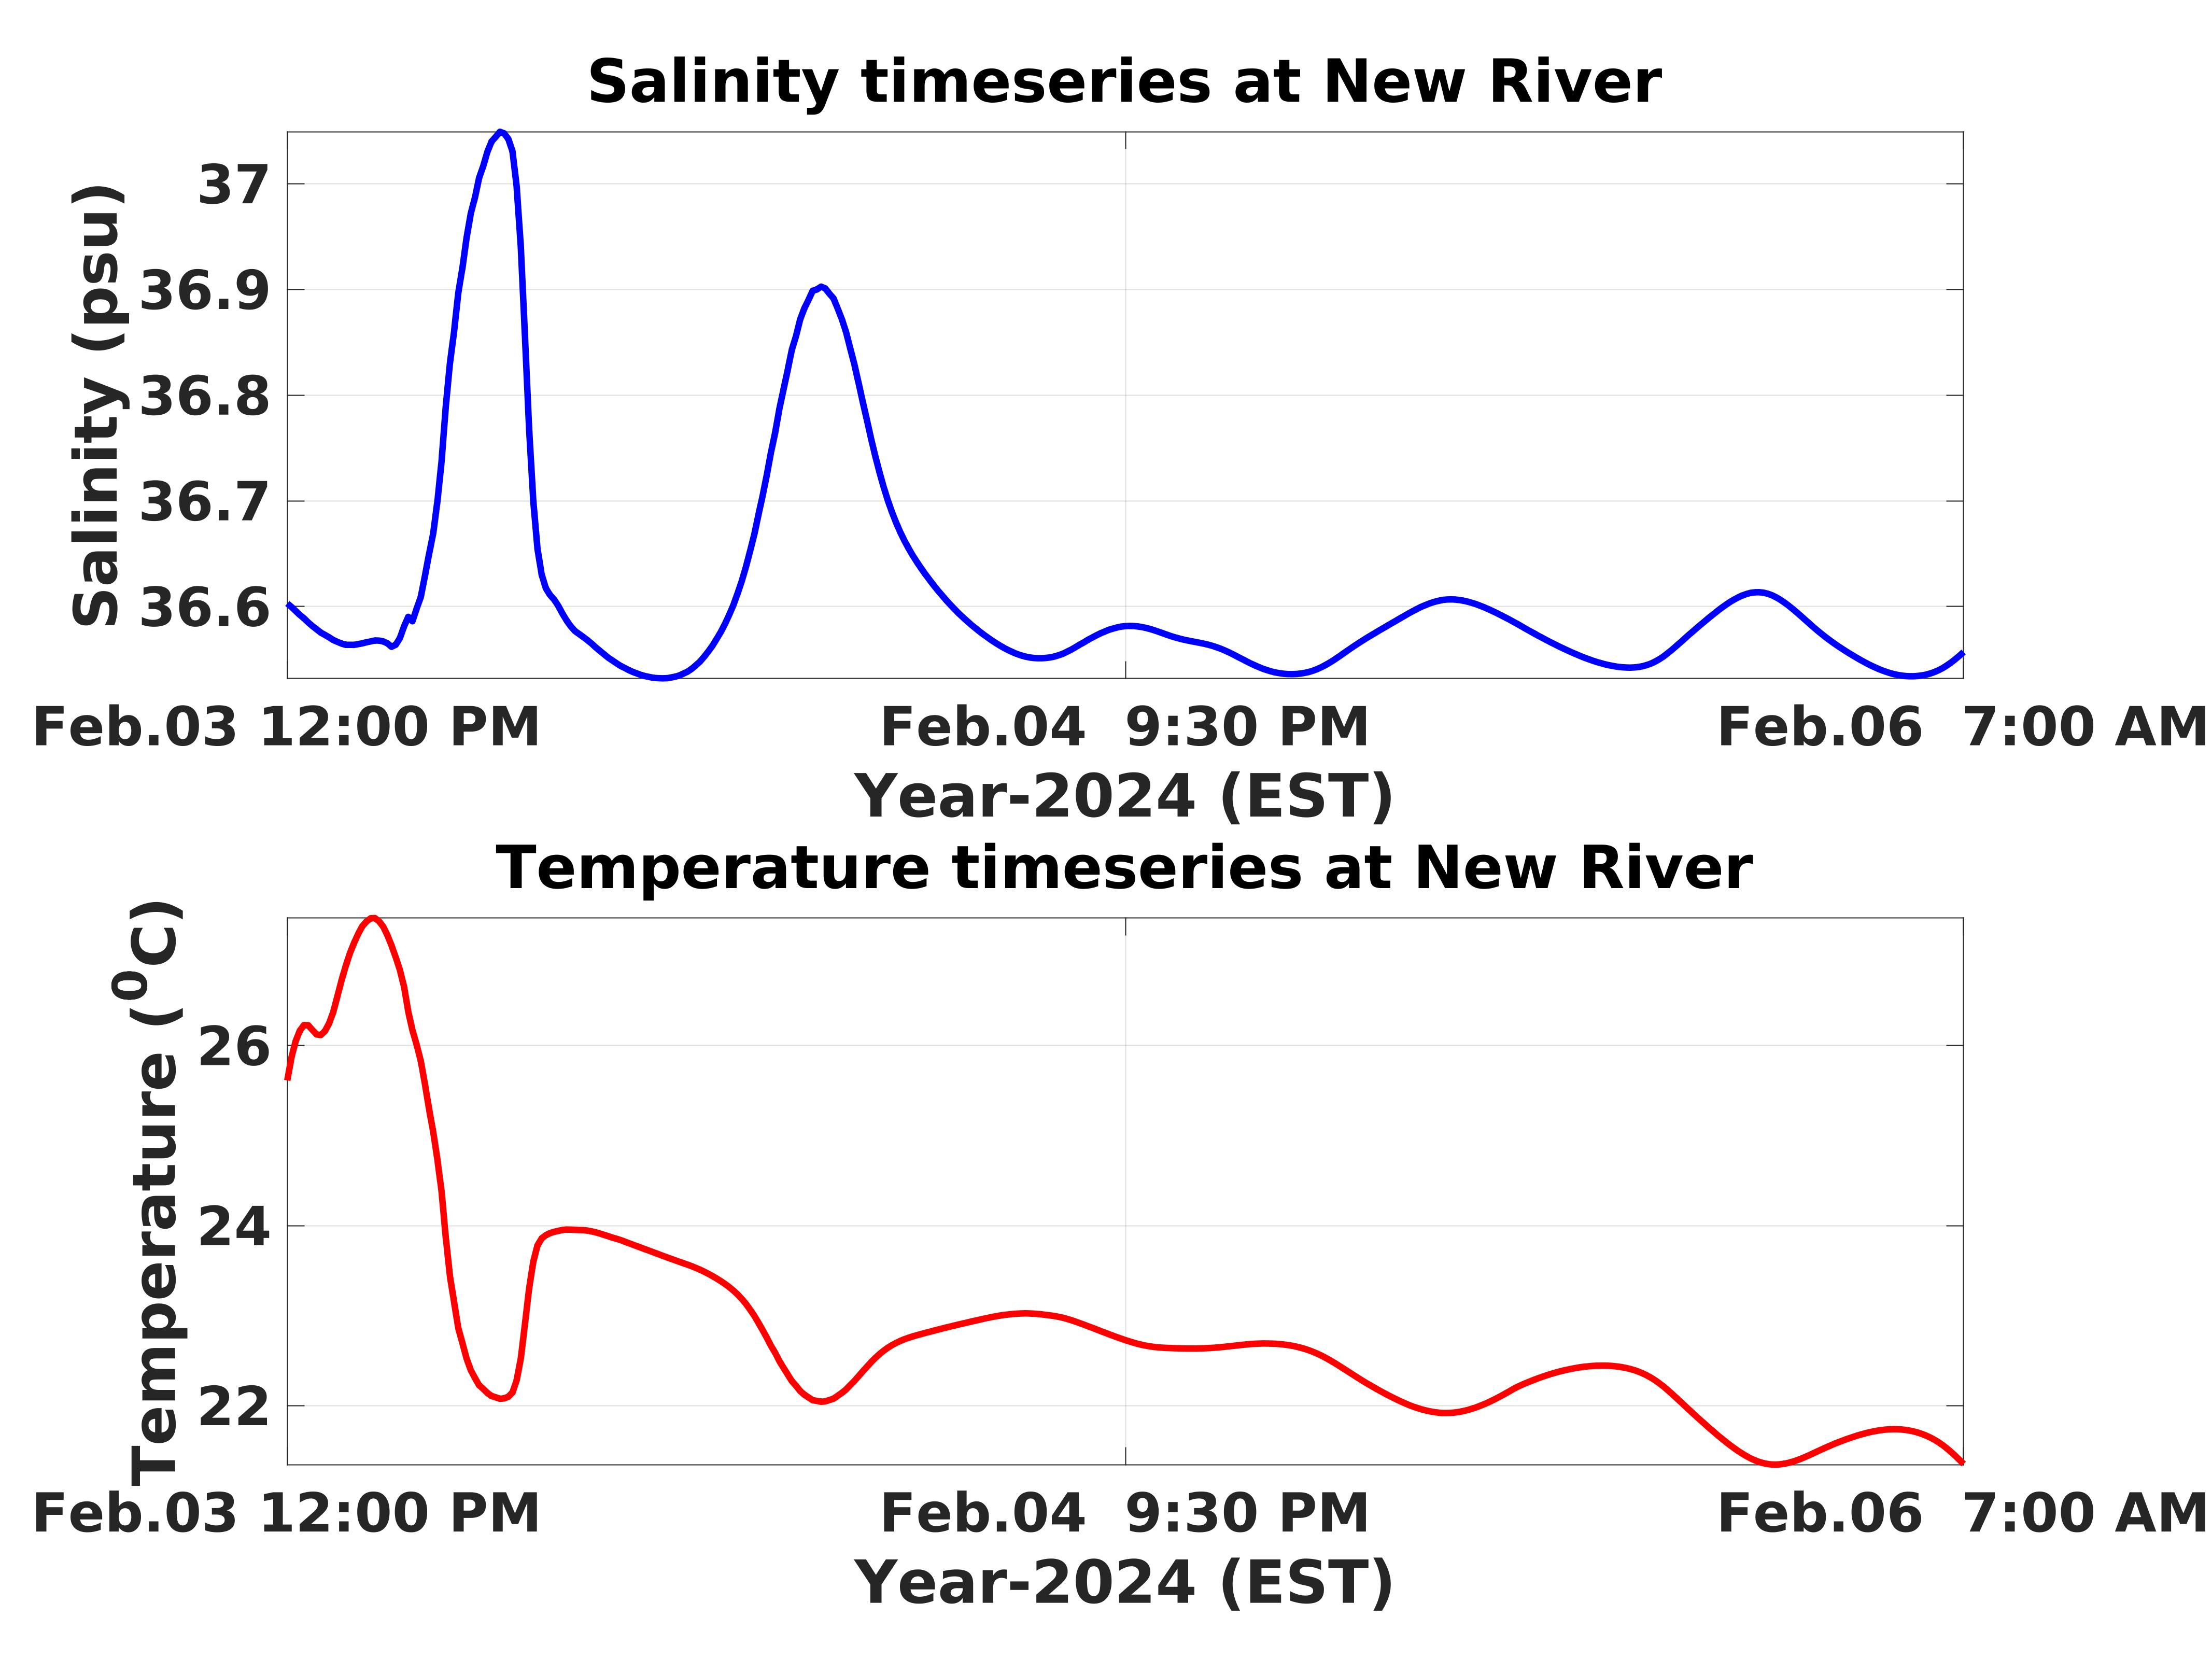 Salinity timeseries at New River
Salinity (psu)
37
36.9
36.8
36.7
36.6
Feb.03 12:00 PM Feb.04  9:30 PM Feb.06  7:00 AM
Year-2024 (EST)
Temperature timeseries at New River
Temperature (⁰C)
26
24
22
Feb.03 12:00 PM Feb.04  9:30 PM Feb.06  7:00 AM
Year-2024 (EST)